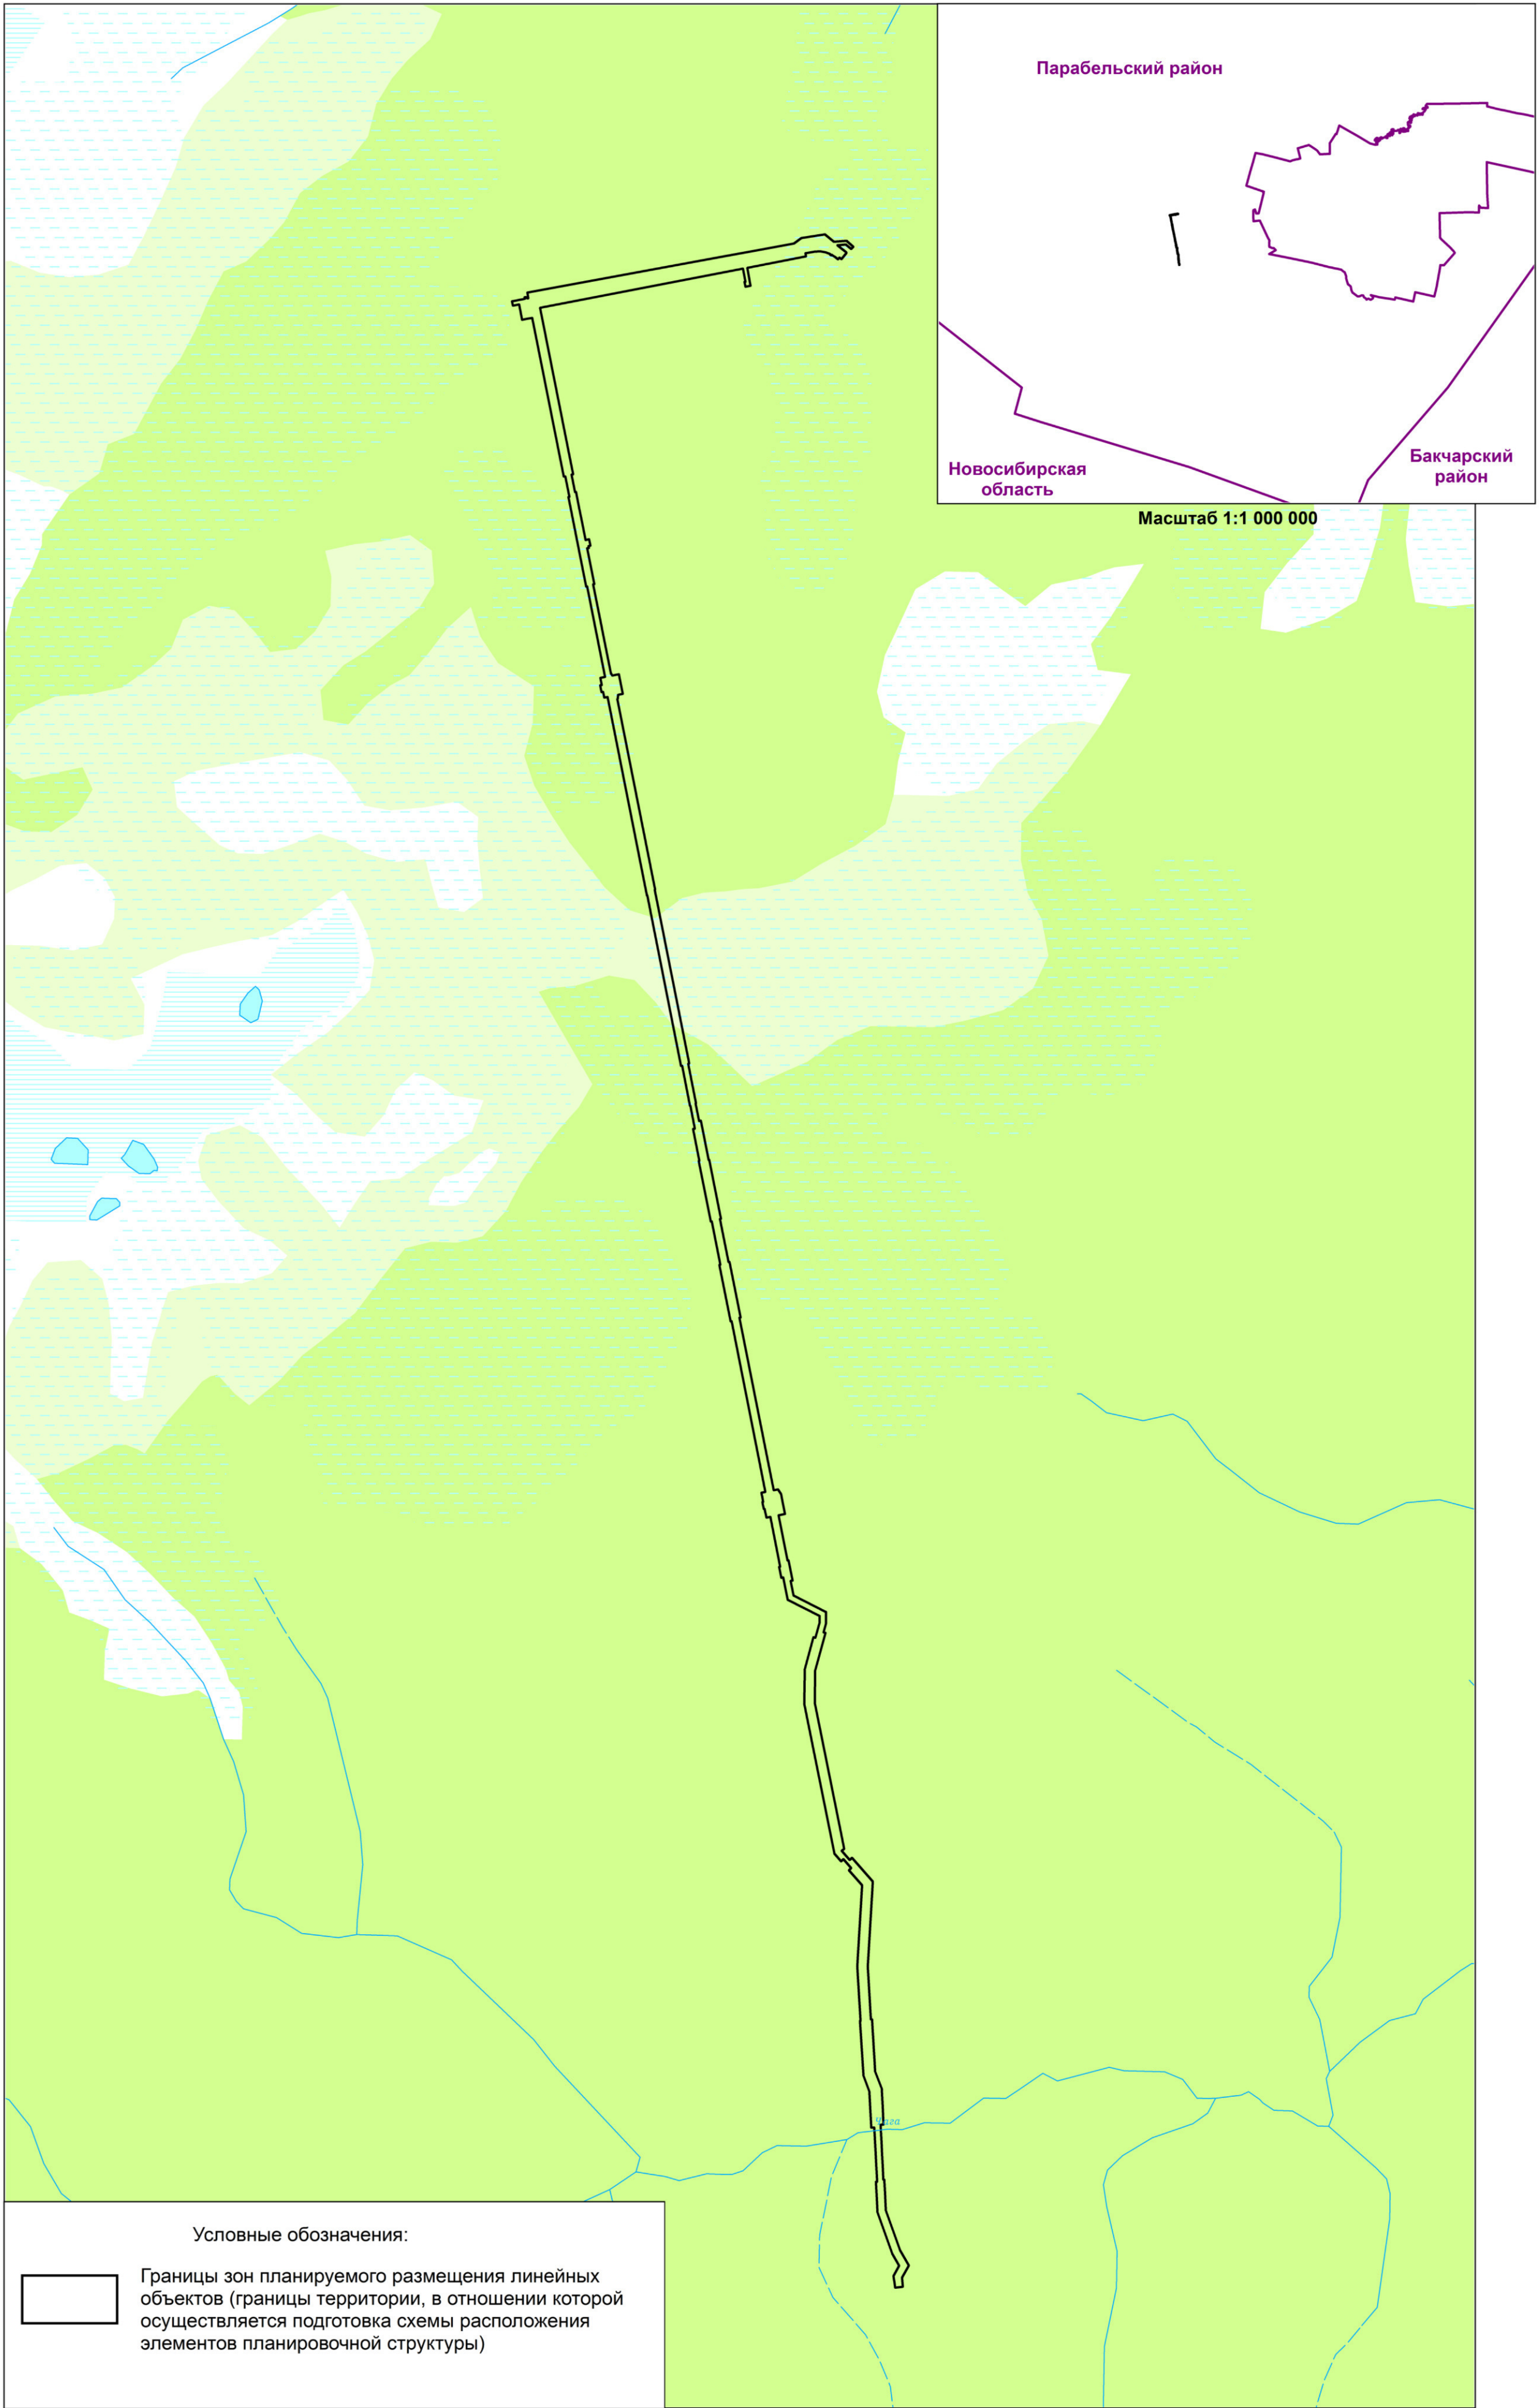 Парабельский район
Новосибирская
область
Бакчарский
район
Масштаб 1:1 000 000
Чага
Условные обозначения:
Границы зон планируемого размещения линейных
объектов (границы территории, в отношении которой
осуществляется подготовка схемы расположения
элементов планировочной структуры)